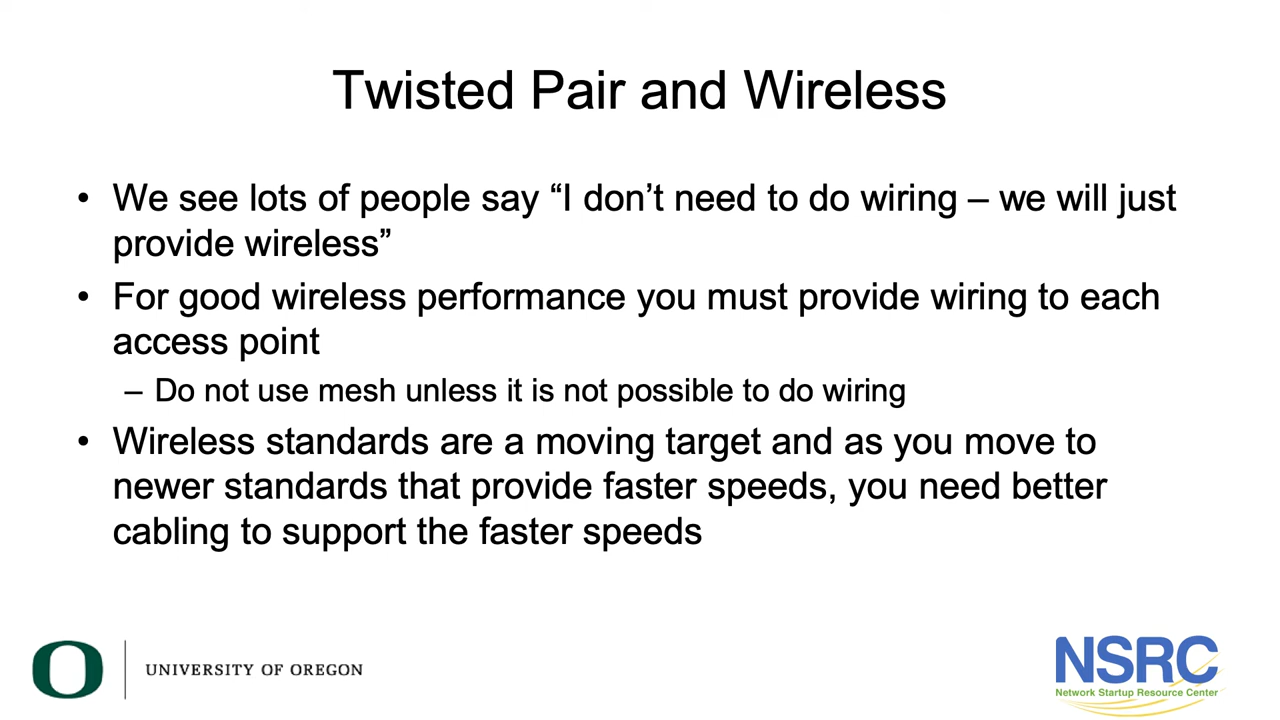 Twisted Pair and Wireless
• We see lots of people say “I don’t need to do wiring – we will just
provide wireless”
• For good wireless performance you must provide wiring to each
access point
– Do not use mesh unless it is not possible to do wiring
• Wireless standards are a moving target and as you move to
newer standards that provide faster speeds, you need better
cabling to support the faster speeds
O
UNIVERSITY OF OREGON
NSRC
Network Startup Resource Center